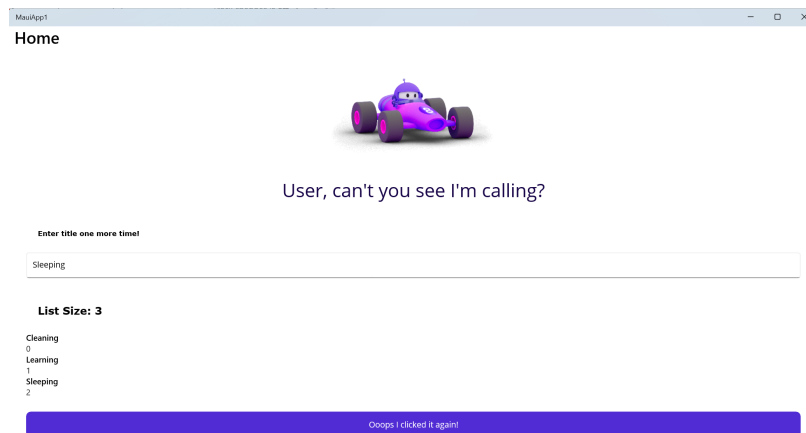 MauiApp1
Home
User, can't you see I'm calling?
Enter title one more time!
Sleeping
List Size: 3
Cleaning
0
Learning
1
Sleeping
2
Ooops I clicked it again!